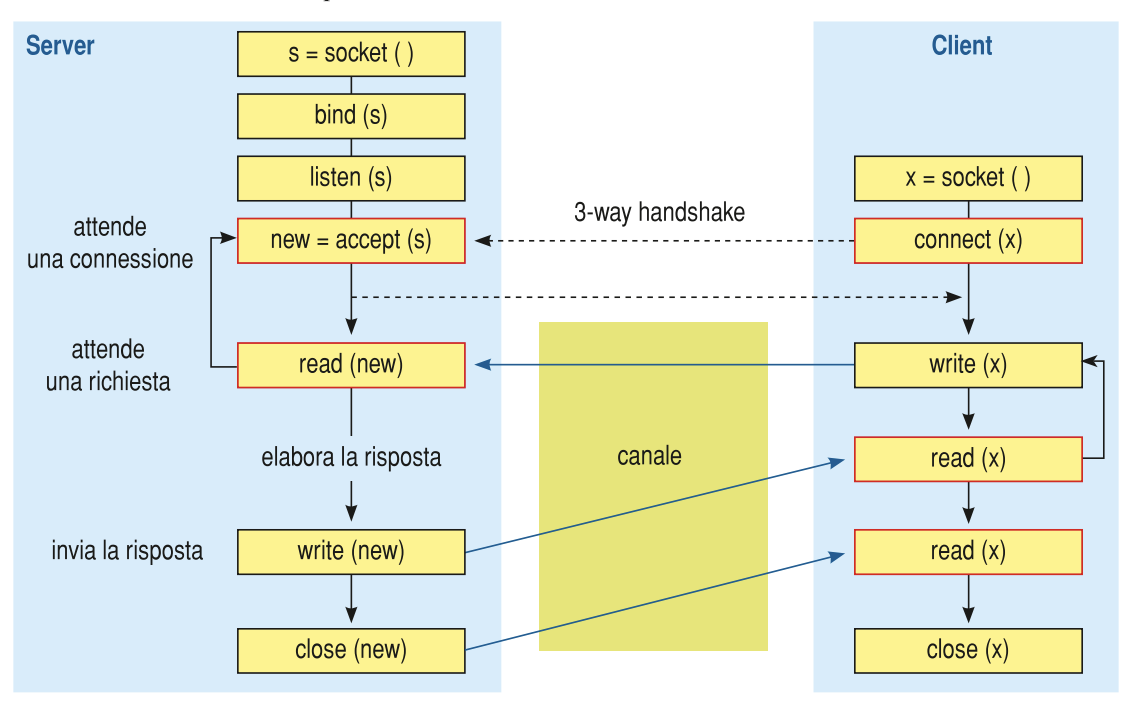 Server
s = socket ( )
bind (s)
listen (s)
attende
una connessione
new = accept (s)
attende
una richiesta
read (new)
elabora la risposta
invia la risposta
write (new)
close (new)
3-way handshake
canale
Client
x = socket ( )
connect (x)
write (x)
read (x)
read (x)
close (x)